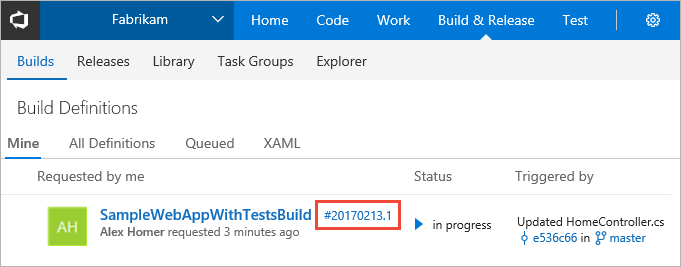 Fabrikam Home Code Work Build & Release Test
Builds Releases Library Task Groups Explorer
Build Definitions
Mine All Definitions Queued XAML
Requested by me Status Triggered by
AH SampleWebAppWithTestsBuild #20170213.1 in progress Updated HomeController.cs
Alex Homer requested 3 minutes ago e536c66 in master